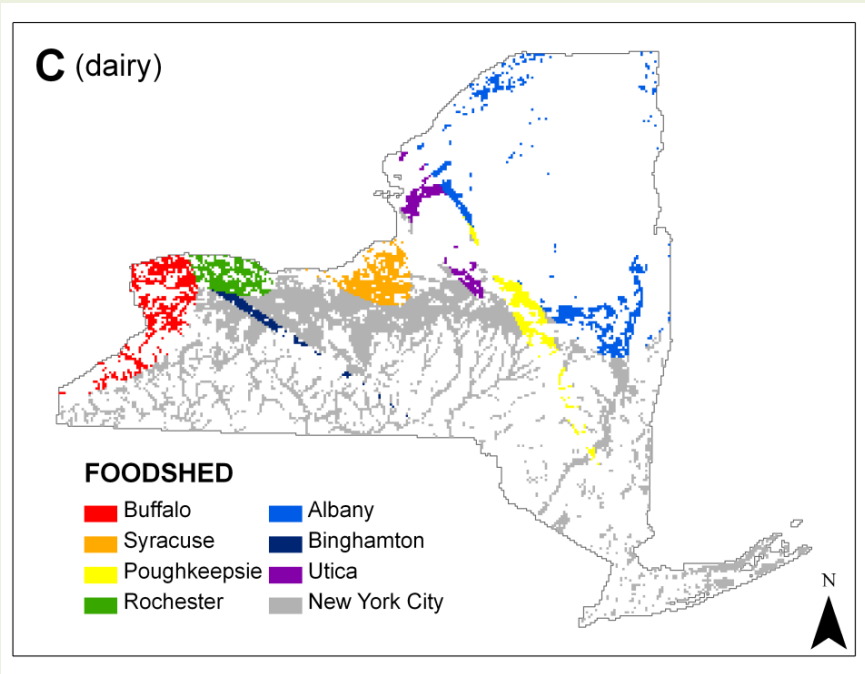 C (dairy)
FOODSHED
Buffalo
Syracuse
Poughkeepsie
Rochester
Albany
Binghamton
Utica
New York City
N